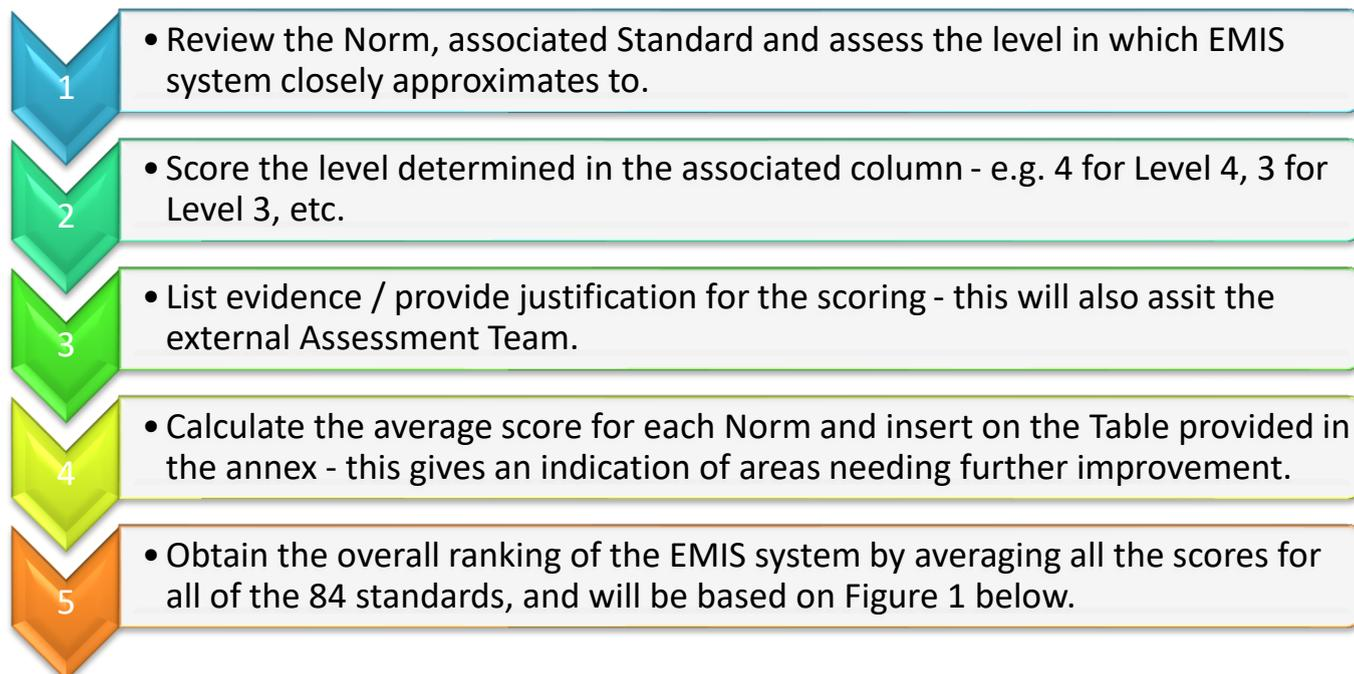 1
• Review the Norm, associated Standard and assess the level in which EMIS
system closely approximates to.
2
• Score the level determined in the associated column - e.g. 4 for Level 4, 3 for
Level 3, etc.
3
• List evidence / provide justification for the scoring - this will also assit the
external Assessment Team.
4
• Calculate the average score for each Norm and insert on the Table provided in
the annex - this gives an indication of areas needing further improvement.
5
• Obtain the overall ranking of the EMIS system by averaging all the scores for
all of the 84 standards, and will be based on Figure 1 below.